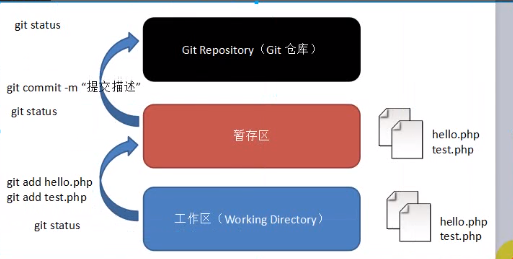 git status
Git Repository（Git 仓库）
git commit -m “提交描述”
git status
暂存区
hello.php
test.php
git add hello.php
git add test.php
工作区（Working Directory）
git status
hello.php
test.php